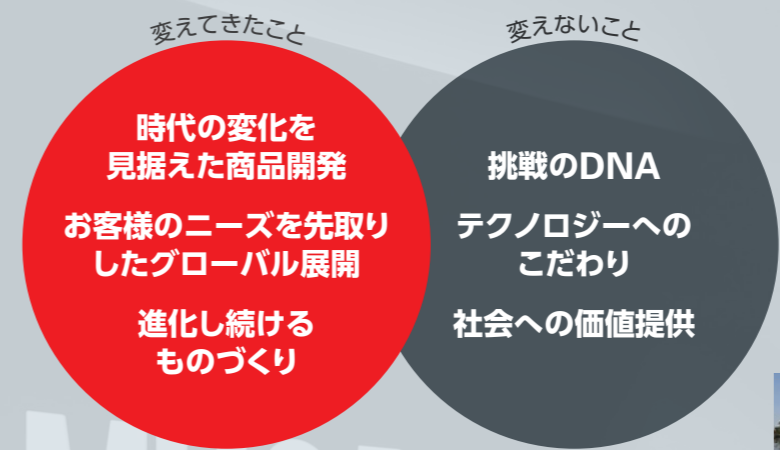 変えてきたこと
時代の変化を
見据えた商品開発
お客様のニーズを先取り
したグローバル展開
進化し続ける
ものづくり
変えないこと
挑戦のDNA
テクノロジーへの
こだわり
社会への価値提供